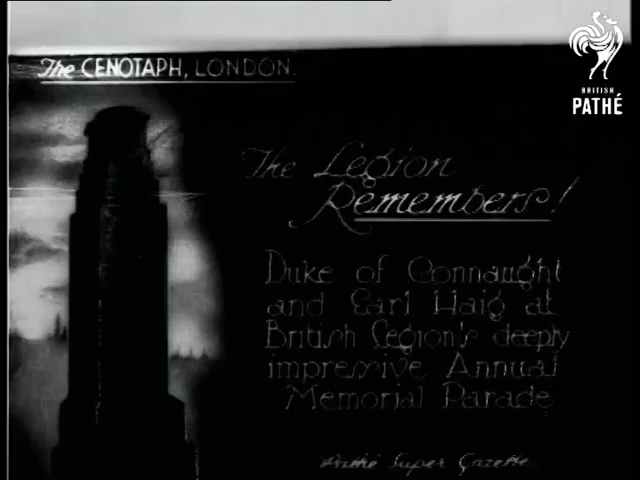 The CENOTAPH, LONDON.
BRITISH
PATHÉ
The Legion
Remembers!
Duke of Connaught
and Earl Haig at
British Legion's deeply
impressive Annual
Memorial Parade
Pathé Super Gazette